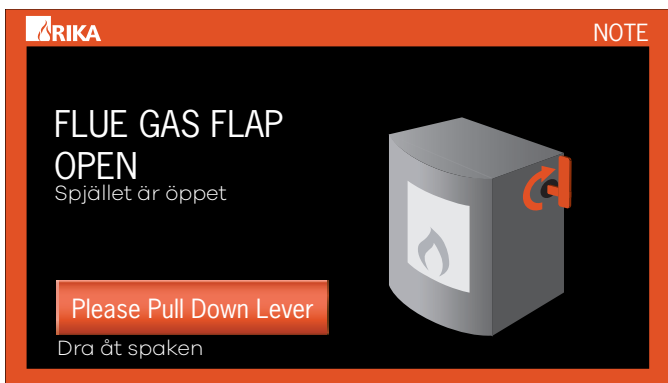 RIKA
NOTE
FLUE GAS FLAP
OPEN
Spjället är öppet
Please Pull Down Lever
Dra åt spaken